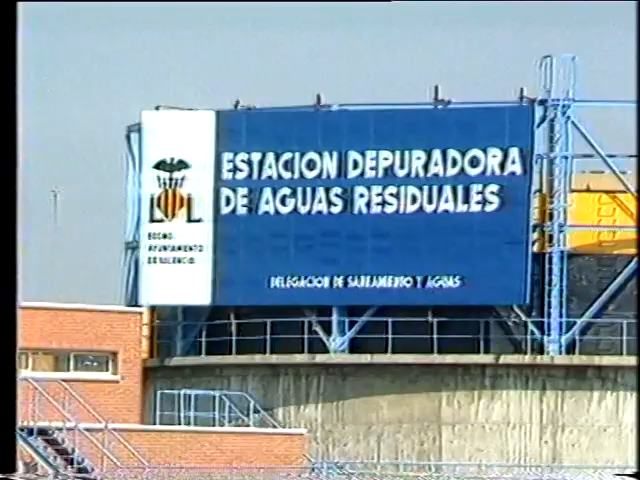 ESTACION DEPURADORA
DE AGUAS RESIDUALES
EXCMO.
AYUNTAMIENTO
DE VALENCIA
DELEGACION DE SANEAMIENTO Y AGUAS